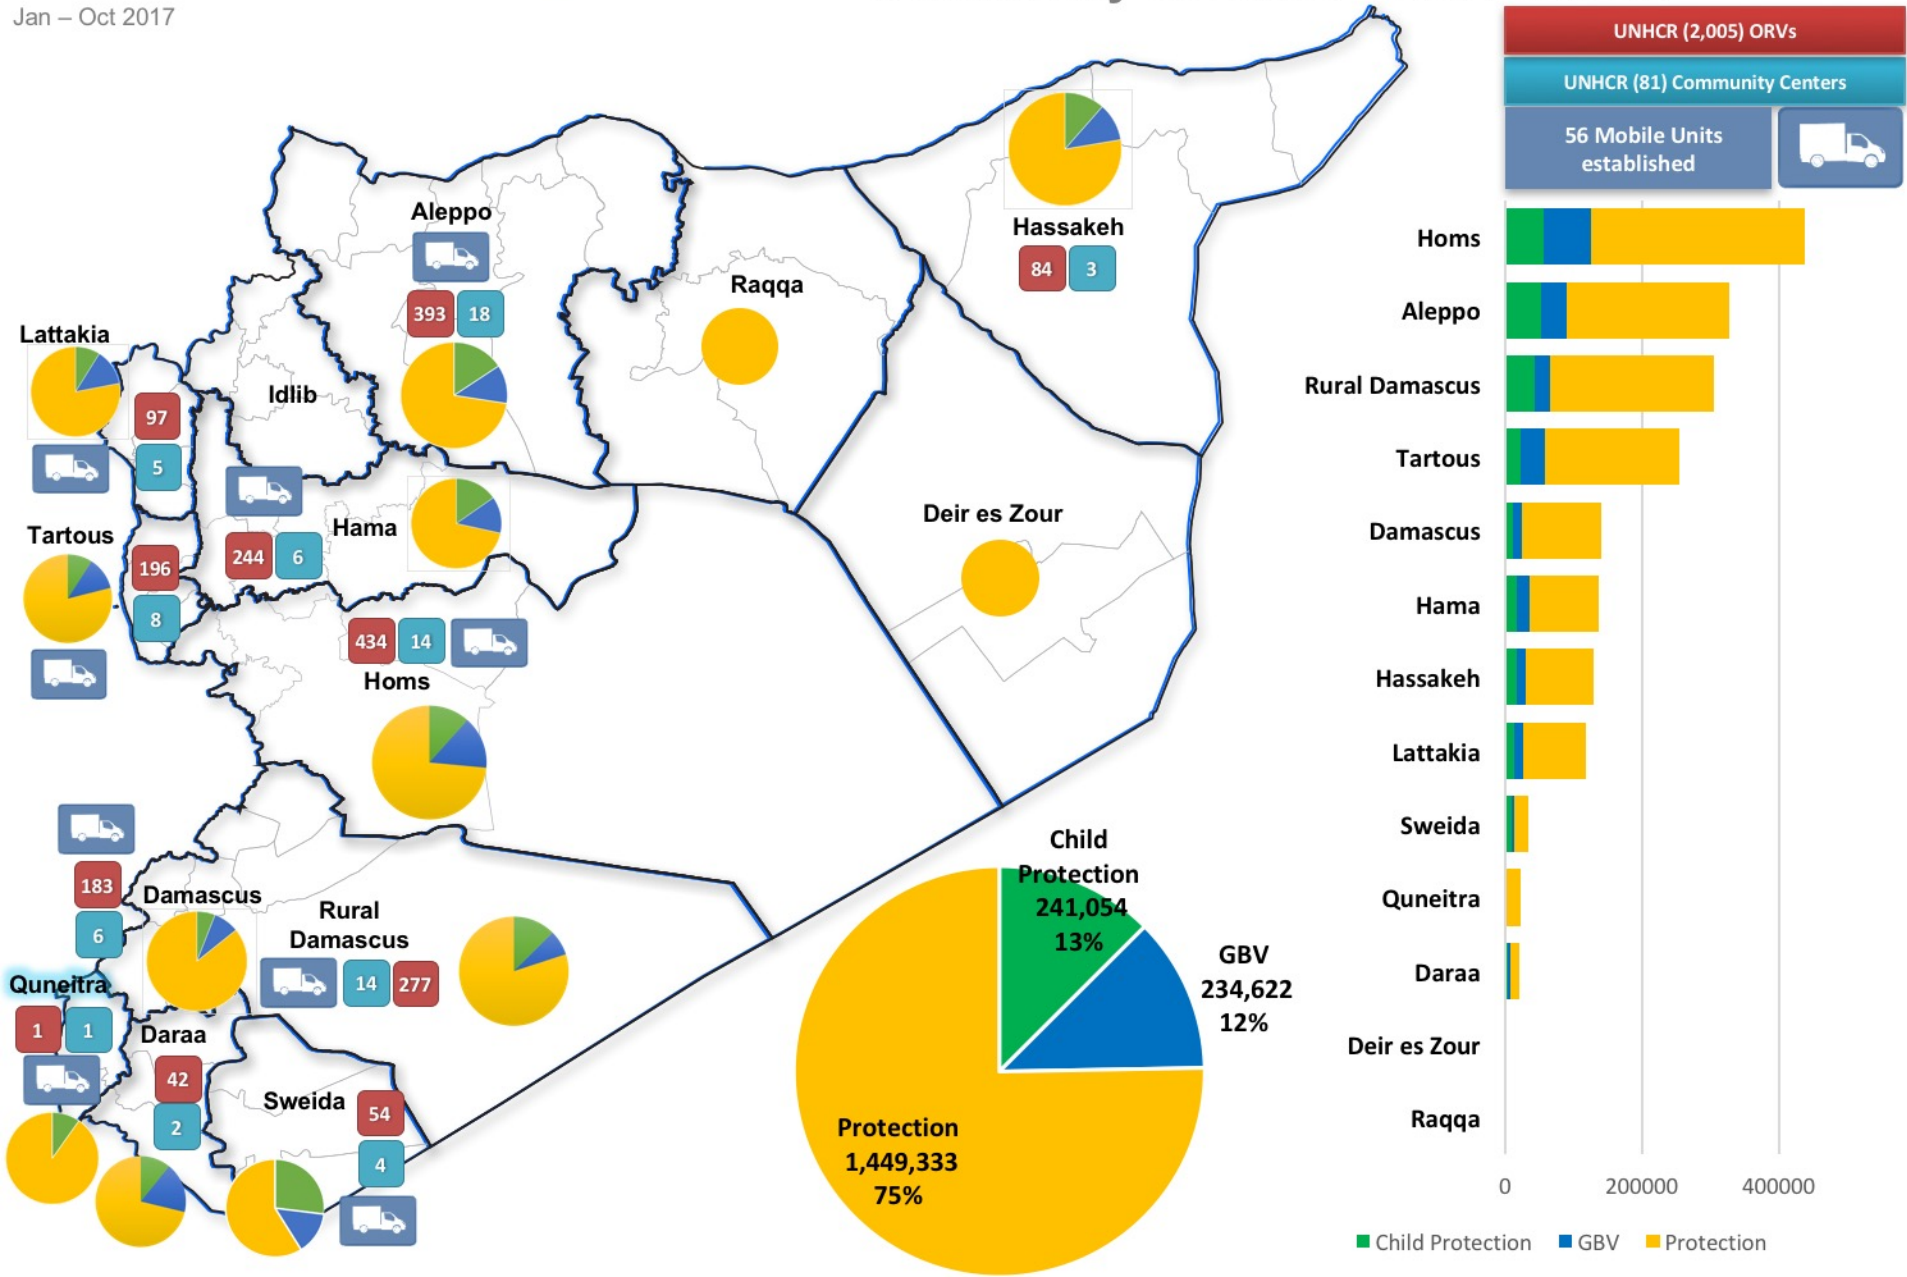 Jan – Oct 2017
UNHCR (2,005) ORVs
UNHCR (81) Community Centers
56 Mobile Units
established
Aleppo
393 18
Hassakeh
84 3
Raqqa
Lattakia
97
5
Idlib
Tartous
196
8
Hama
244 6
Deir es Zour
434 14
Homs
183
6
Damascus
Rural
Damascus
14 277
Quneitra
1 1
Daraa
42
2
Sweida
54
4
Child
Protection
241,054
13%
GBV
234,622
12%
Protection
1,449,333
75%
Homs
Aleppo
Rural Damascus
Tartous
Damascus
Hama
Hassakeh
Lattakia
Sweida
Quneitra
Daraa
Deir es Zour
Raqqa
0 200000 400000
Child Protection GBV Protection